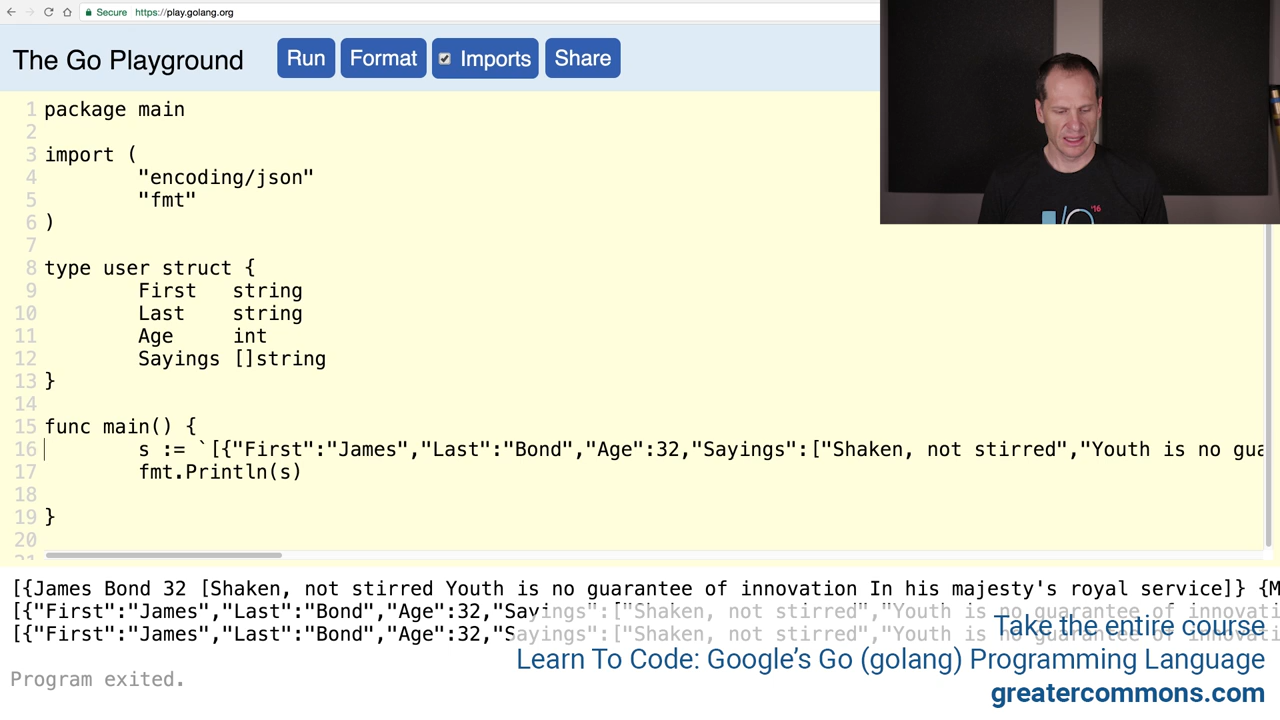 Secure https://play.golang.org
The Go Playground Run Format Imports Share
1 package main
2
3 import (
4 "encoding/json"
5 "fmt"
6 )
7
8 type user struct {
9 First string
10 Last string
11 Age int
12 Sayings []string
13 }
14
15 func main() {
16 s := `[{"First":"James","Last":"Bond","Age":32,"Sayings":["Shaken, not stirred","Youth is no gua
17 fmt.Println(s)
18
19 }
20
I/O '16
[{James Bond 32 [Shaken, not stirred Youth is no guarantee of innovation In his majesty's royal service]} {M
[{"First":"James","Last":"Bond","Age":32,"Sayings":["Shaken, not stirred","Youth is no guarantee of innovati
[{"First":"James","Last":"Bond","Age":32,"Sayings":["Shaken, not stirred","Youth is no guarantee of innovati
Take the entire course
Learn To Code: Google’s Go (golang) Programming Language
greatercommons.com
Program exited.